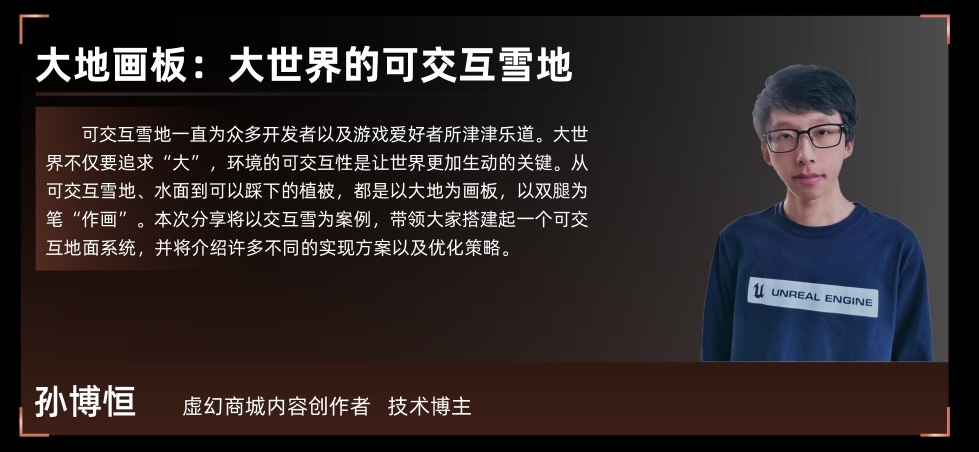 大地画板：大世界的可交互雪地
可交互雪地一直为众多开发者以及游戏爱好者所津津乐道。大世
界不仅要追求“大”，环境的可交互性是让世界更加生动的关键。从
可交互雪地、水面到可以踩下的植被，都是以大地为画板，以双腿为
笔“作画”。本次分享将以交互雪为案例，带领大家搭建起一个可交
互地面系统，并将介绍许多不同的实现方案以及优化策略。
UNREAL ENGINE
孙博恒 虚幻商城内容创作者 技术博主